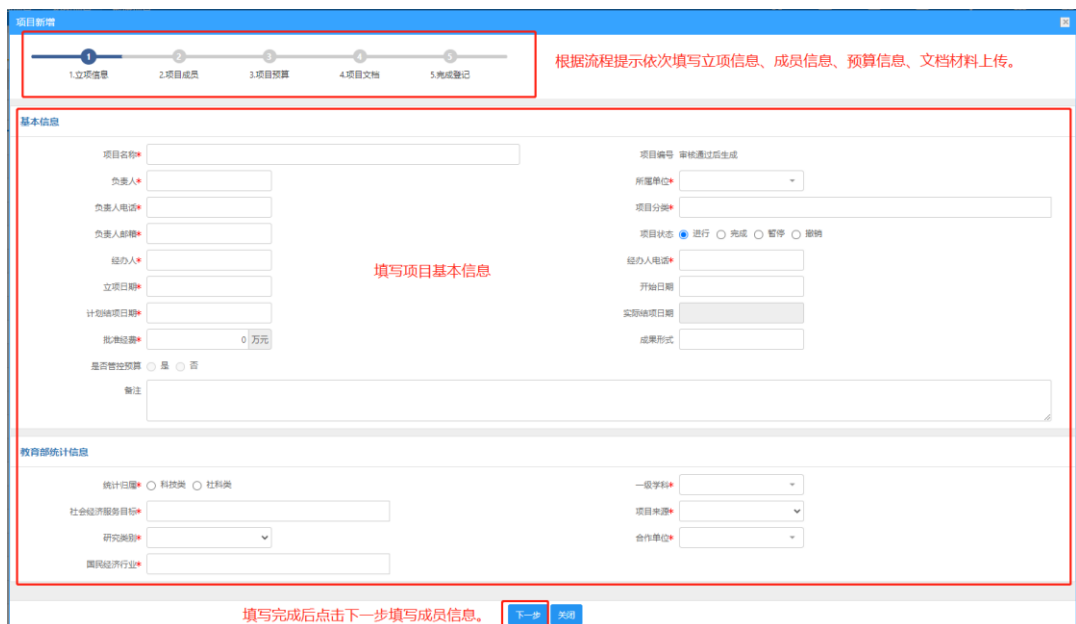 项目新增
1 2 3 4 5
1.立项信息 2.项目成员 3.项目预算 4.项目文档 5.完成登记
根据流程提示依次填写立项信息、成员信息、预算信息、文档材料上传。
基本信息
项目名称* 项目编号 审核通过后生成
负责人* 所属单位*
负责人电话* 项目分类*
负责人邮箱* 项目状态 进行 完成 暂停 撤销
经办人* 经办人电话*
填写项目基本信息
立项日期* 开始日期
计划结项日期* 实际结项日期
批准经费* 0 万元 成果形式
是否管控预算 是 否
备注
教育部统计信息
统计归属* 科技类 社科类 一级学科*
社会经济服务目标* 项目来源*
研究类别* 合作单位*
国民经济行业*
填写完成后点击下一步填写成员信息。 下一步 关闭